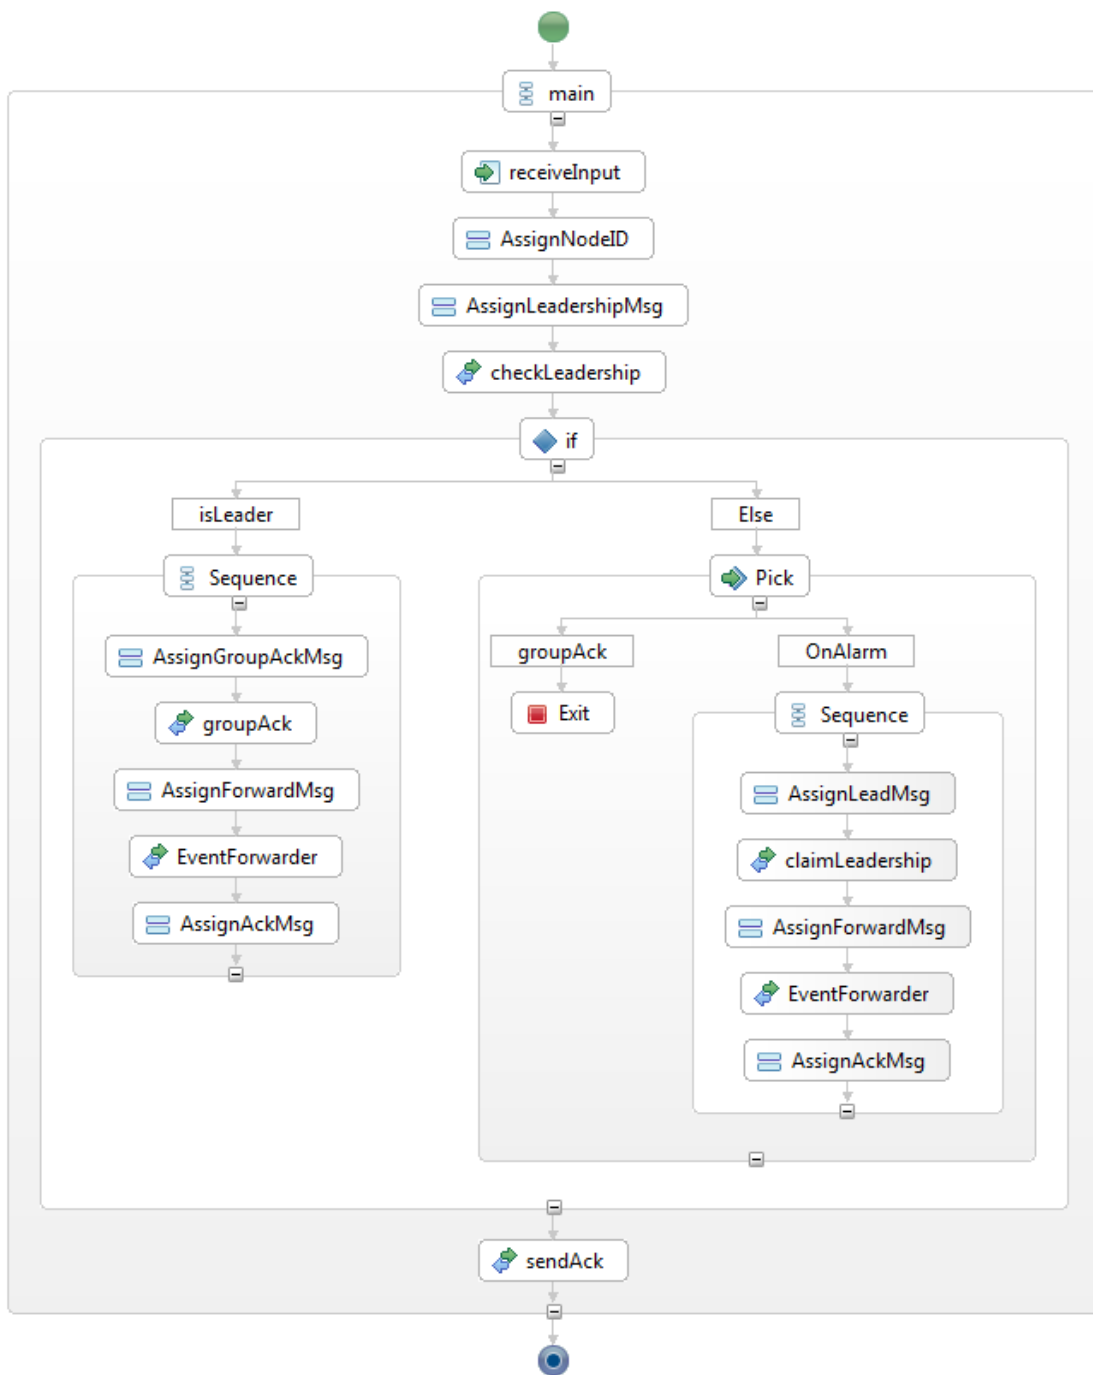 main
receiveInput
AssignNodeID
AssignLeadershipMsg
checkLeadership
if
isLeader
Sequence
AssignGroupAckMsg
groupAck
AssignForwardMsg
EventForwarder
AssignAckMsg
Else
Pick
groupAck
Exit
OnAlarm
Sequence
AssignLeadMsg
claimLeadership
AssignForwardMsg
EventForwarder
AssignAckMsg
sendAck